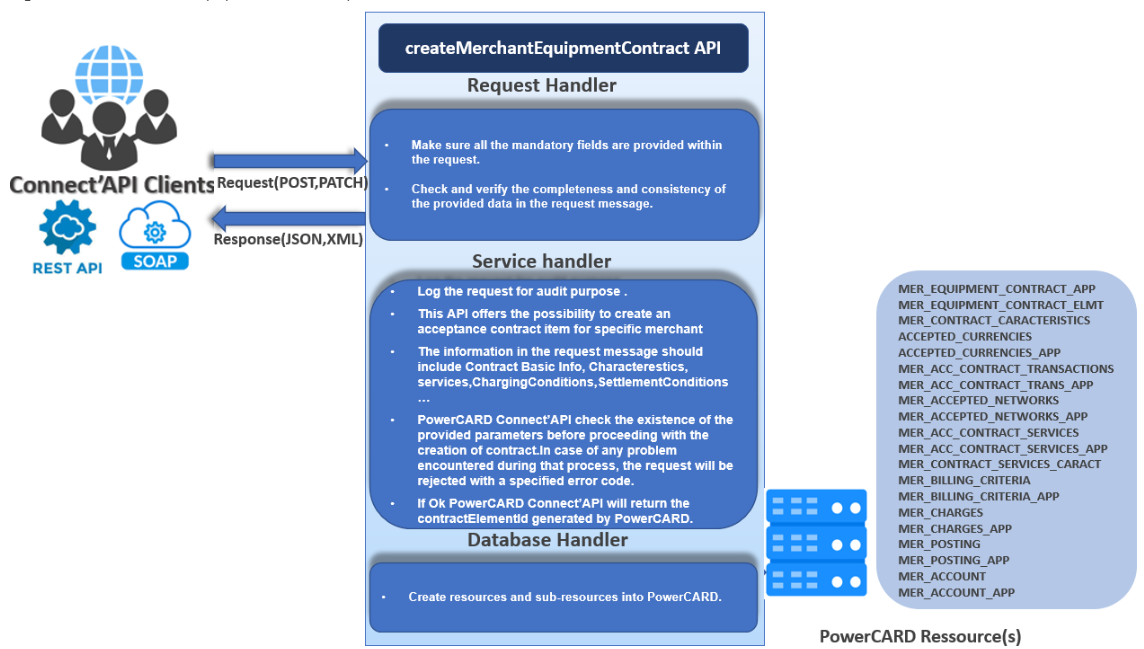 createMerchantEquipmentContract API
Request Handler
• Make sure all the mandatory fields are provided within
the request.
• Check and verify the completeness and consistency of
the provided data in the request message.
Connect'API Clients
Request(POST,PATCH)
Response(JSON,XML)
REST API
SOAP
Service handler
• Log the request for audit purpose .
• This API offers the possibility to create an
acceptance contract item for specific merchant
• The information in the request message should
include Contract Basic Info, Characterestics,
services,ChargingConditions,SettlementConditions
...
• PowerCARD Connect'API check the existence of the
provided parameters before proceeding with the
creation of contract.In case of any problem
encountered during that process, the request will be
rejected with a specified error code.
• If Ok PowerCARD Connect'API will return the
contractElementId generated by PowerCARD.
Database Handler
• Create resources and sub-resources into PowerCARD.
MER_EQUIPMENT_CONTRACT_APP
MER_EQUIPMENT_CONTRACT_ELMT
MER_CONTRACT_CARACTERISTICS
ACCEPTED_CURRENCIES
ACCEPTED_CURRENCIES_APP
MER_ACC_CONTRACT_TRANSACTIONS
MER_ACC_CONTRACT_TRANS_APP
MER_ACCEPTED_NETWORKS
MER_ACCEPTED_NETWORKS_APP
MER_ACC_CONTRACT_SERVICES
MER_ACC_CONTRACT_SERVICES_APP
MER_CONTRACT_SERVICES_CARACT
MER_BILLING_CRITERIA
MER_BILLING_CRITERIA_APP
MER_CHARGES
MER_CHARGES_APP
MER_POSTING
MER_POSTING_APP
MER_ACCOUNT
MER_ACCOUNT_APP
PowerCARD Ressource(s)